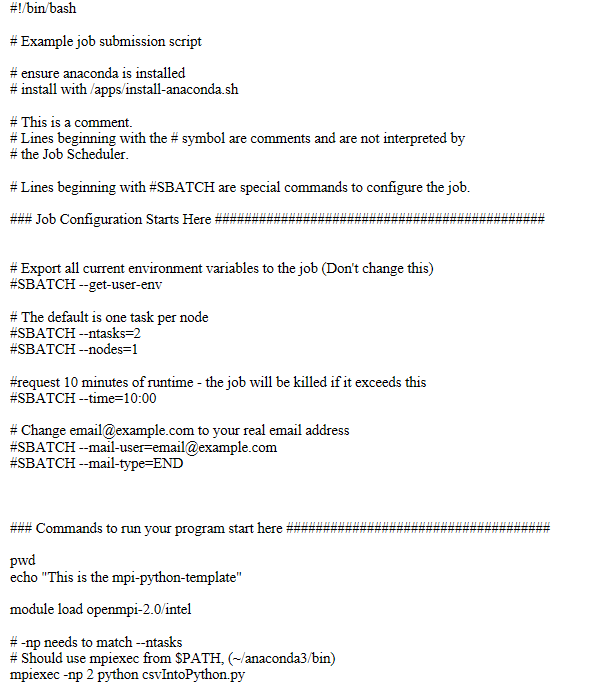 #!/bin/bash
# Example job submission script
# ensure anaconda is installed
# install with /apps/install-anaconda.sh
# This is a comment.
# Lines beginning with the # symbol are comments and are not interpreted by
# the Job Scheduler.
# Lines beginning with #SBATCH are special commands to configure the job.
### Job Configuration Starts Here #############################################
# Export all current environment variables to the job (Don't change this)
#SBATCH --get-user-env
# The default is one task per node
#SBATCH --ntasks=2
#SBATCH --nodes=1
#request 10 minutes of runtime - the job will be killed if it exceeds this
#SBATCH --time=10:00
# Change email@example.com to your real email address
#SBATCH --mail-user=email@example.com
#SBATCH --mail-type=END
### Commands to run your program start here ####################################
pwd
echo "This is the mpi-python-template"
module load openmpi-2.0/intel
# -np needs to match --ntasks
# Should use mpiexec from $PATH, (~/anaconda3/bin)
mpiexec -np 2 python csvIntoPython.py